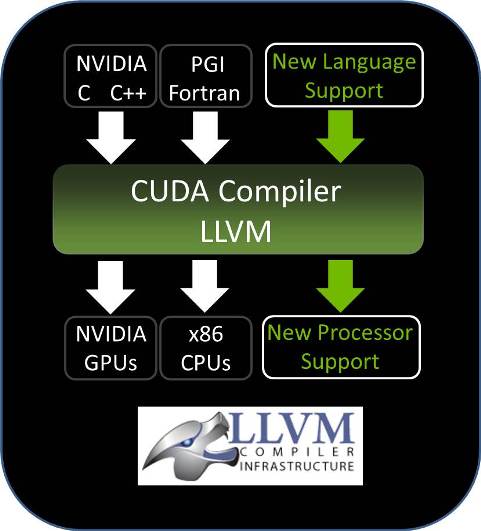 NVIDIA
C C++
PGI
Fortran
New Language
Support
CUDA Compiler
LLVM
NVIDIA
GPUs
x86
CPUs
New Processor
Support
LLVM
COMPILER
INFRASTRUCTURE